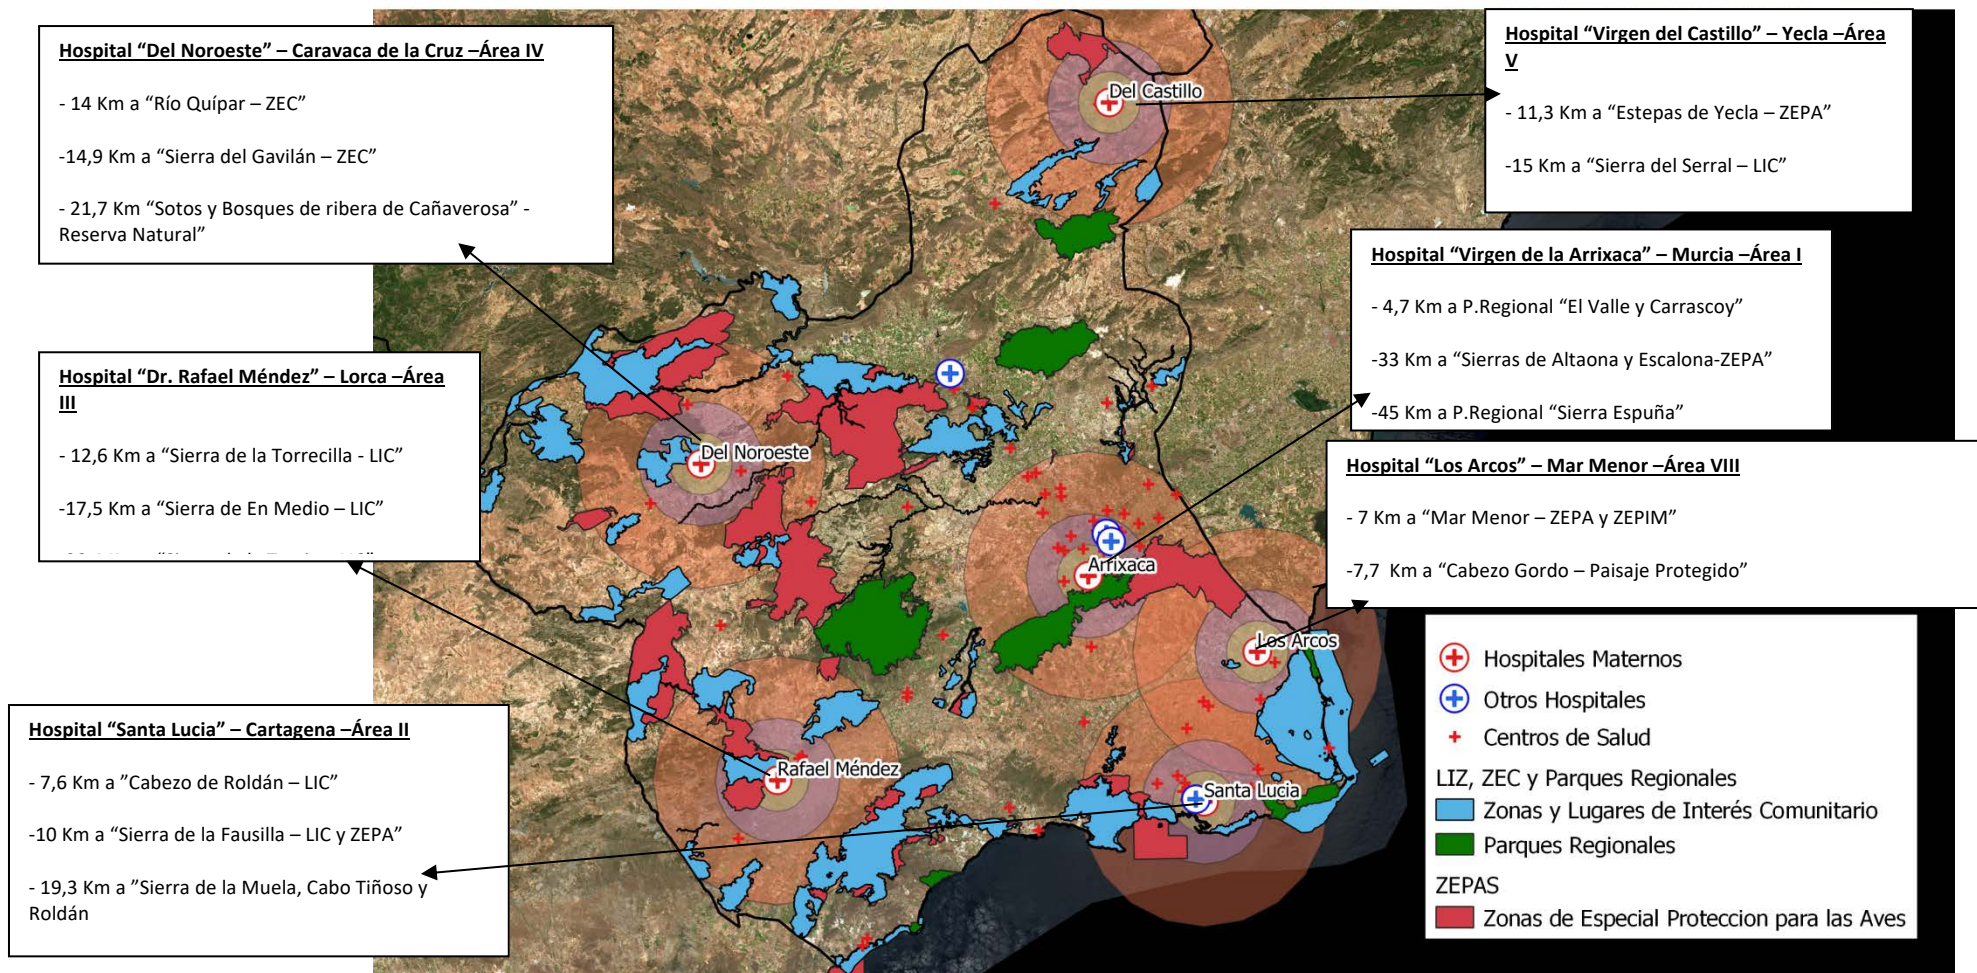 Hospital “Del Noroeste” – Caravaca de la Cruz –Área IV
- 14 Km a “Río Quípar – ZEC”
-14,9 Km a “Sierra del Gavilán – ZEC”
- 21,7 Km “Sotos y Bosques de ribera de Cañaverosa” -
Reserva Natural”
Hospital “Dr. Rafael Méndez” – Lorca –Área
III
- 12,6 Km a “Sierra de la Torrecilla - LIC”
-17,5 Km a “Sierra de En Medio – LIC”
Hospital “Santa Lucia” – Cartagena –Área II
- 7,6 Km a ”Cabezo de Roldán – LIC”
-10 Km a “Sierra de la Fausilla – LIC y ZEPA”
- 19,3 Km a ”Sierra de la Muela, Cabo Tiñoso y
Roldán
Hospital “Virgen del Castillo” – Yecla –Área
V
- 11,3 Km a “Estepas de Yecla – ZEPA”
-15 Km a “Sierra del Serral – LIC”
Hospital “Virgen de la Arrixaca” – Murcia –Área I
- 4,7 Km a P.Regional “El Valle y Carrascoy”
-33 Km a “Sierras de Altaona y Escalona-ZEPA”
-45 Km a P.Regional “Sierra Espuña”
Hospital “Los Arcos” – Mar Menor –Área VIII
- 7 Km a “Mar Menor – ZEPA y ZEPIM”
-7,7 Km a “Cabezo Gordo – Paisaje Protegido”
Del Castillo
Del Noroeste
Arrixaca
Los Arcos
Rafael Méndez
Santa Lucia
Hospitales Maternos
Otros Hospitales
Centros de Salud
LIZ, ZEC y Parques Regionales
Zonas y Lugares de Interés Comunitario
Parques Regionales
ZEPAS
Zonas de Especial Proteccion para las Aves